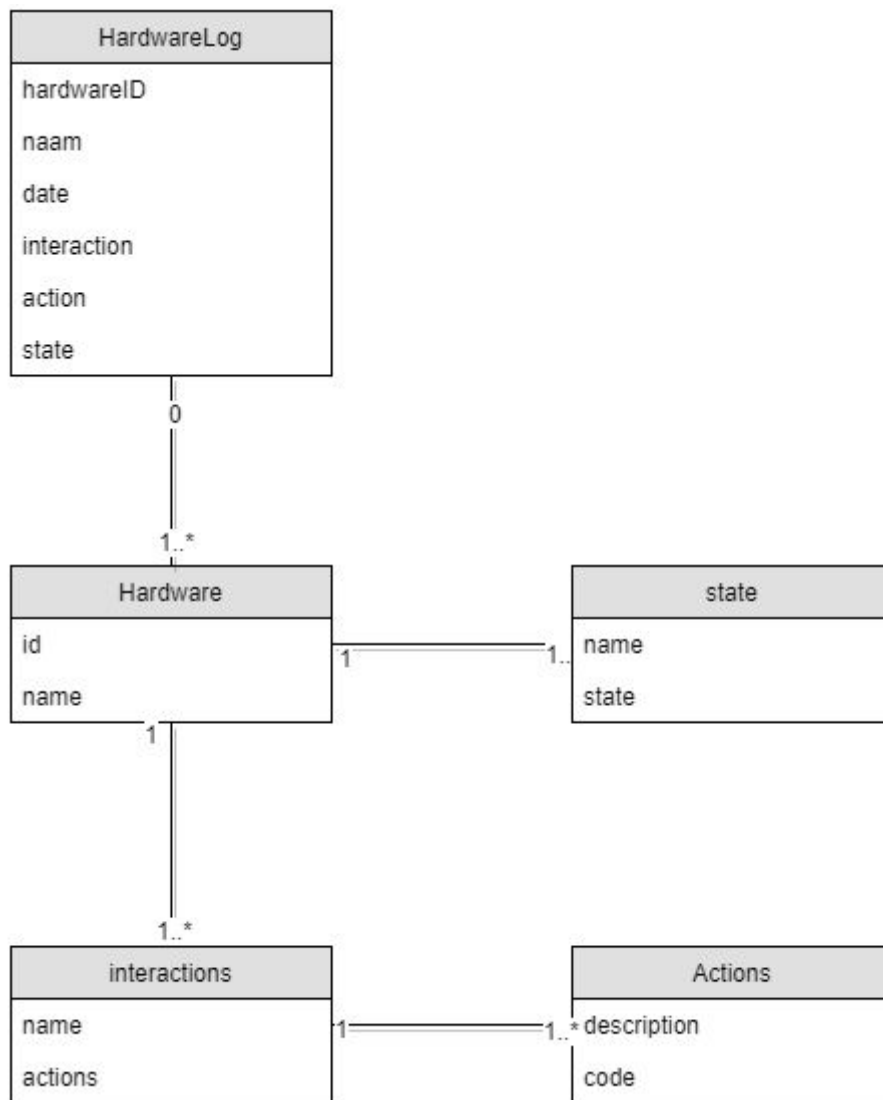 HardwareLog
hardwareID
naam
date
interaction
action
state
0
1..*
Hardware
id
name
1
1..
state
name
state
1
1..*
interactions
name
actions
1
1..*
Actions
description
code